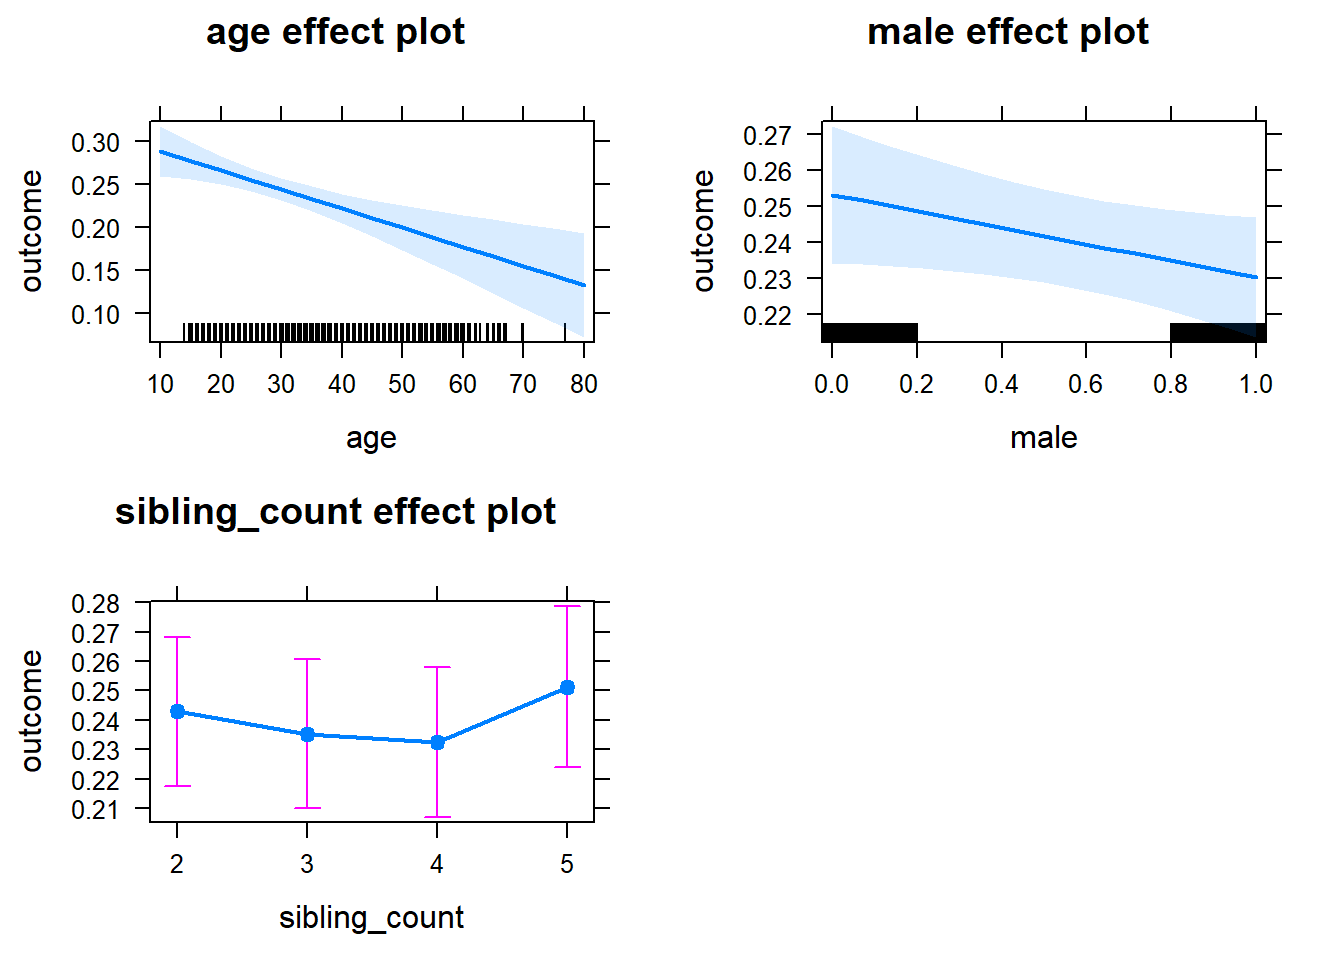 age effect plot
outcome
0.30
0.25
0.20
0.15
0.10
10 20 30 40 50 60 70 80
age
male effect plot
outcome
0.27
0.26
0.25
0.24
0.23
0.22
0.0 0.2 0.4 0.6 0.8 1.0
male
sibling_count effect plot
outcome
0.28
0.27
0.26
0.25
0.24
0.23
0.22
0.21
2 3 4 5
sibling_count